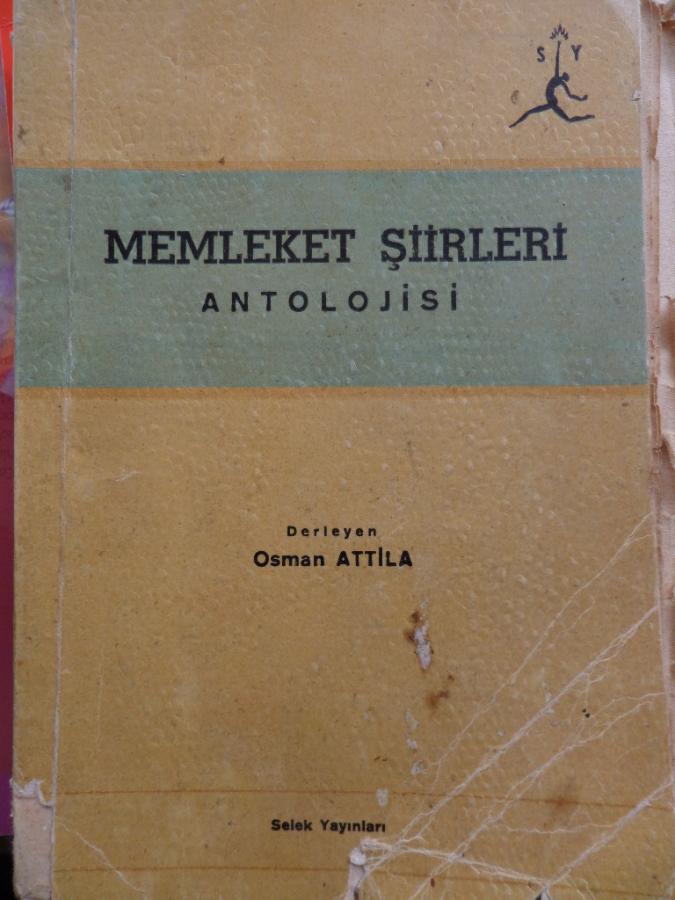 S Y
MEMLEKET ŞİİRLERİ
ANTOLOJİSİ
Derleyen
Osman ATTİLA
Selek Yayınları